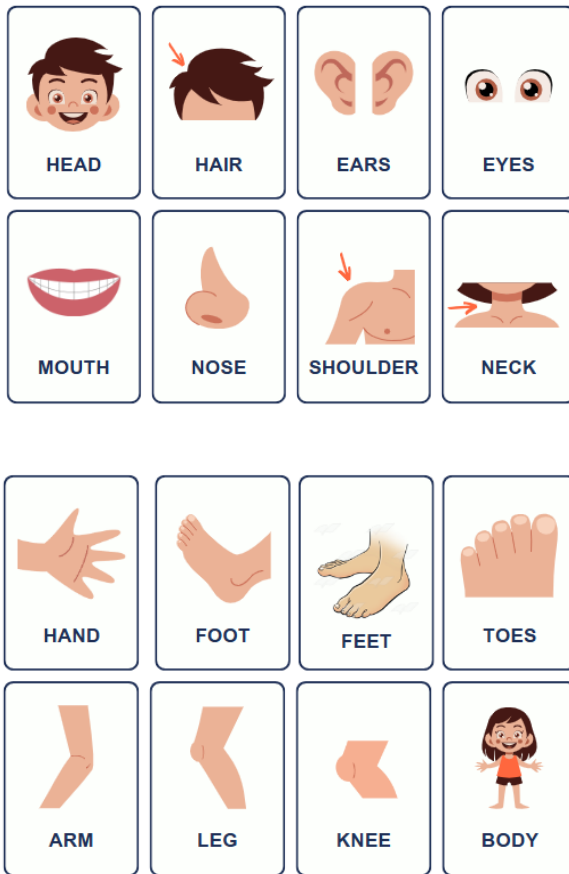 HEAD
HAIR
EARS
EYES
MOUTH
NOSE
SHOULDER
NECK
HAND
FOOT
FEET
TOES
ARM
LEG
KNEE
BODY